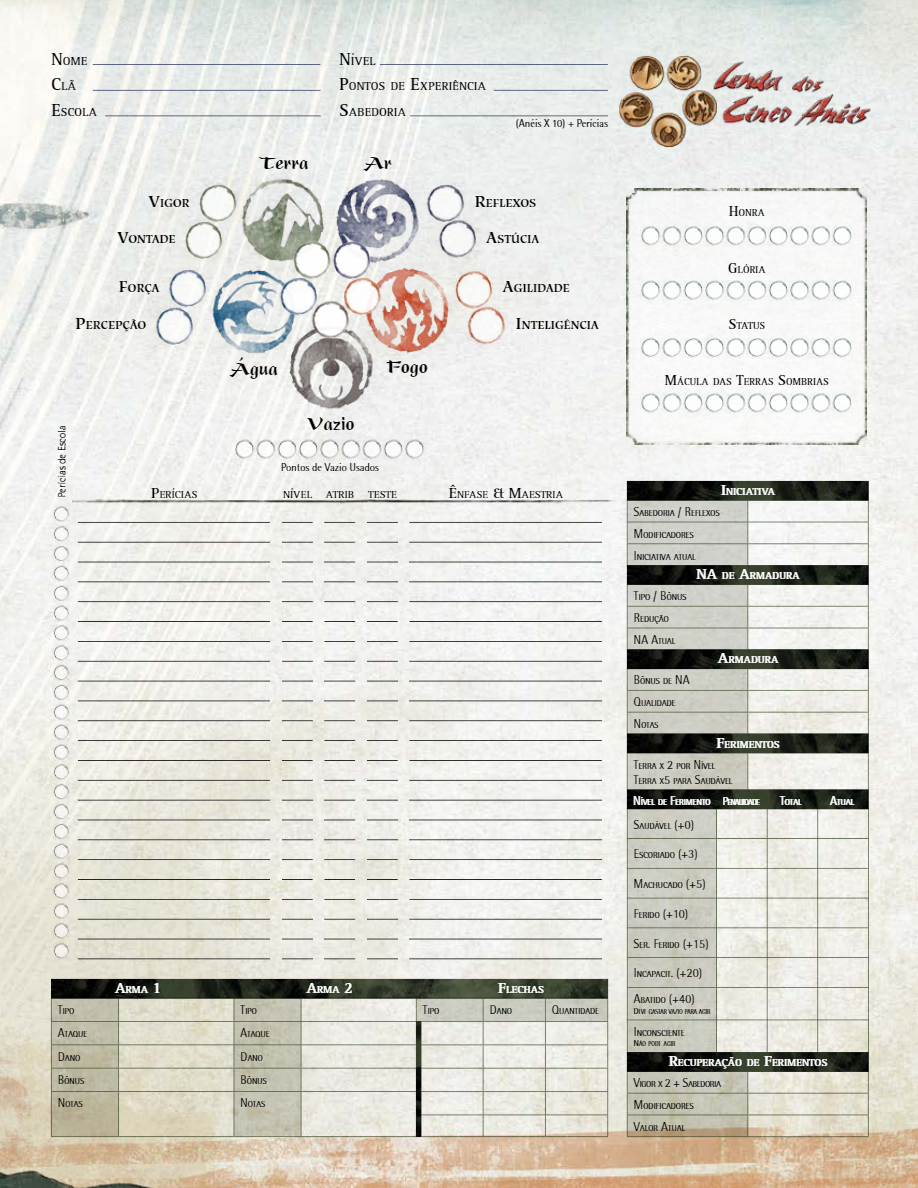 Nome
Nível
Clã
Pontos de Experiência
Escola
Sabedoria
(Anéis X 10) + Perícias
Lenda dos
Cinco Anéis
Terra
Ar
Vigor
Reflexos
Vontade
Astúcia
Força
Agilidade
Percepção
Inteligência
Água
Fogo
Vazio
Pontos de Vazio Usados
Honra
Glória
Status
Mácula das Terras Sombrias
Perícias de Escola
Perícias nível atrib teste Ênfase & Maestria
Iniciativa
Sabedoria / Reflexos
Modificadores
Iniciativa atual
NA de Armadura
Tipo / Bônus
Redução
NA Atual
Armadura
Bônus de NA
Qualidade
Notas
Ferimentos
Terra x 2 por Nível
Terra x5 para Saudável
Nível de Ferimento Penalidade Total Atual
Saudável (+0)
Escoriado (+3)
Machucado (+5)
Ferido (+10)
Ser. Ferido (+15)
Incapacit. (+20)
Abatido (+40)
Deve gastar vazio para agir
Inconsciente
Não pode agir
Recuperação de Ferimentos
Vigor x 2 + Sabedoria
Modificadores
Valor Atual
Arma 1
Tipo
Ataque
Dano
Bônus
Notas
Arma 2
Tipo
Ataque
Dano
Bônus
Notas
Flechas
Tipo Dano Quantidade